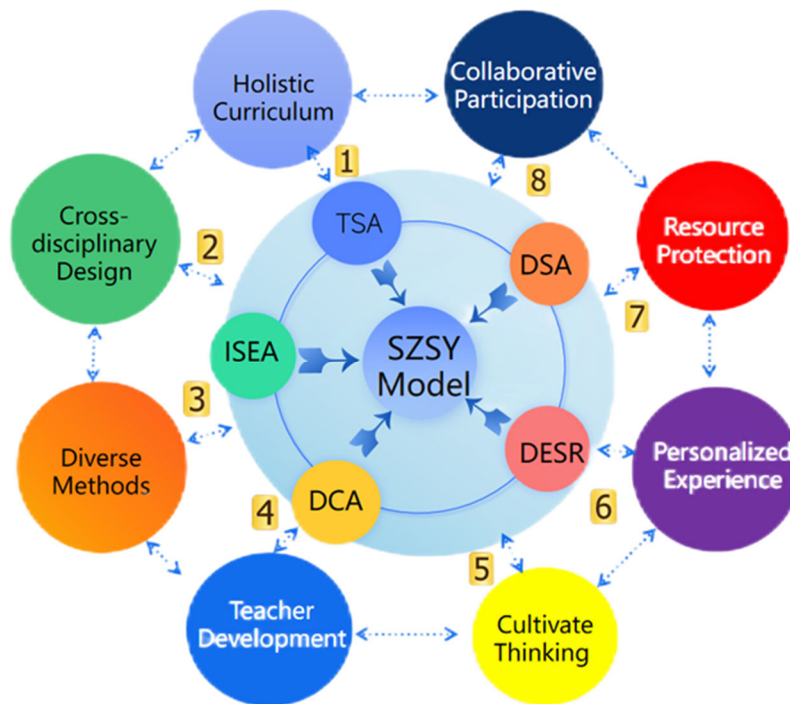 Holistic
Curriculum
Collaborative
Participation
1
8
Cross-
disciplinary
Design
2
TSA
DSA
Resource
Protection
7
ISEA
SZSY
Model
3
Diverse
Methods
DCA
DESR
Personalized
Experience
4
6
5
Teacher
Development
Cultivate
Thinking